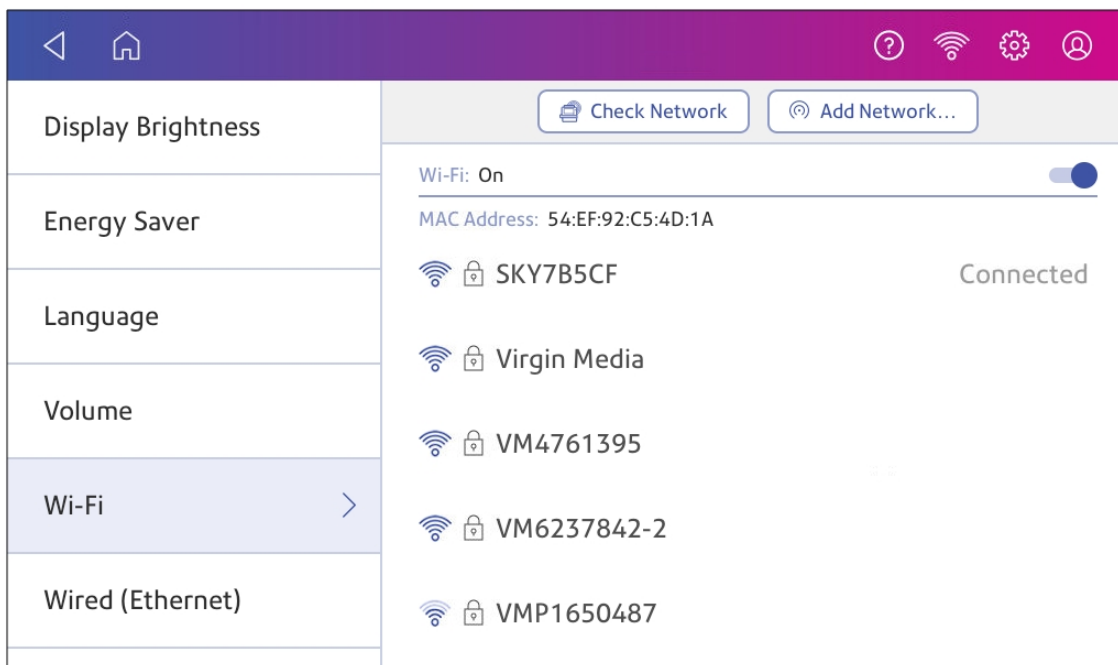 Display Brightness
Energy Saver
Language
Volume
Wi-Fi
Wired (Ethernet)
Check Network
Add Network...
Wi-Fi: On
MAC Address: 54:EF:92:C5:4D:1A
SKY7B5CF Connected
Virgin Media
VM4761395
VM6237842-2
VMP1650487